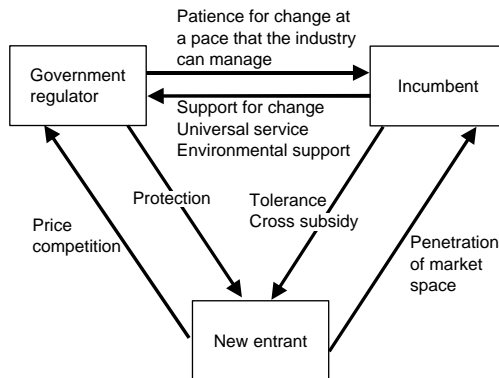 Patience for change at
a pace that the industry
can manage
Government
regulator
Incumbent
Support for change
Universal service
Environmental support
Protection
Tolerance
Cross subsidy
Price
competition
Penetration
of market
space
New entrant